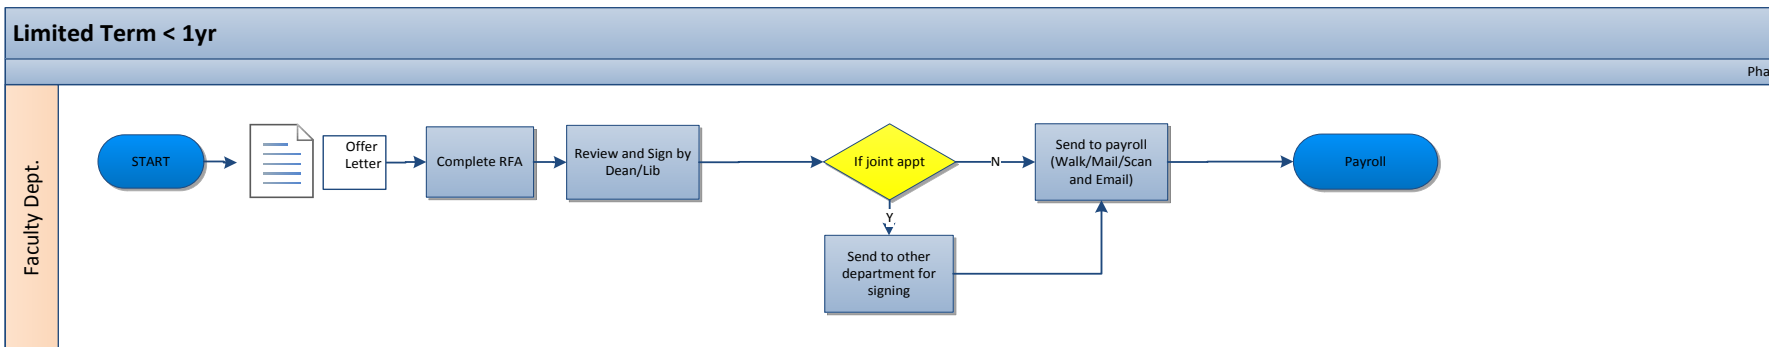 Limited Term < 1yr
Pha
Faculty Dept.
START
Offer
Letter
Complete RFA
Review and Sign by
Dean/Lib
If joint appt
N
Send to payroll
(Walk/Mail/Scan
and Email)
Payroll
Y
Send to other
department for
signing